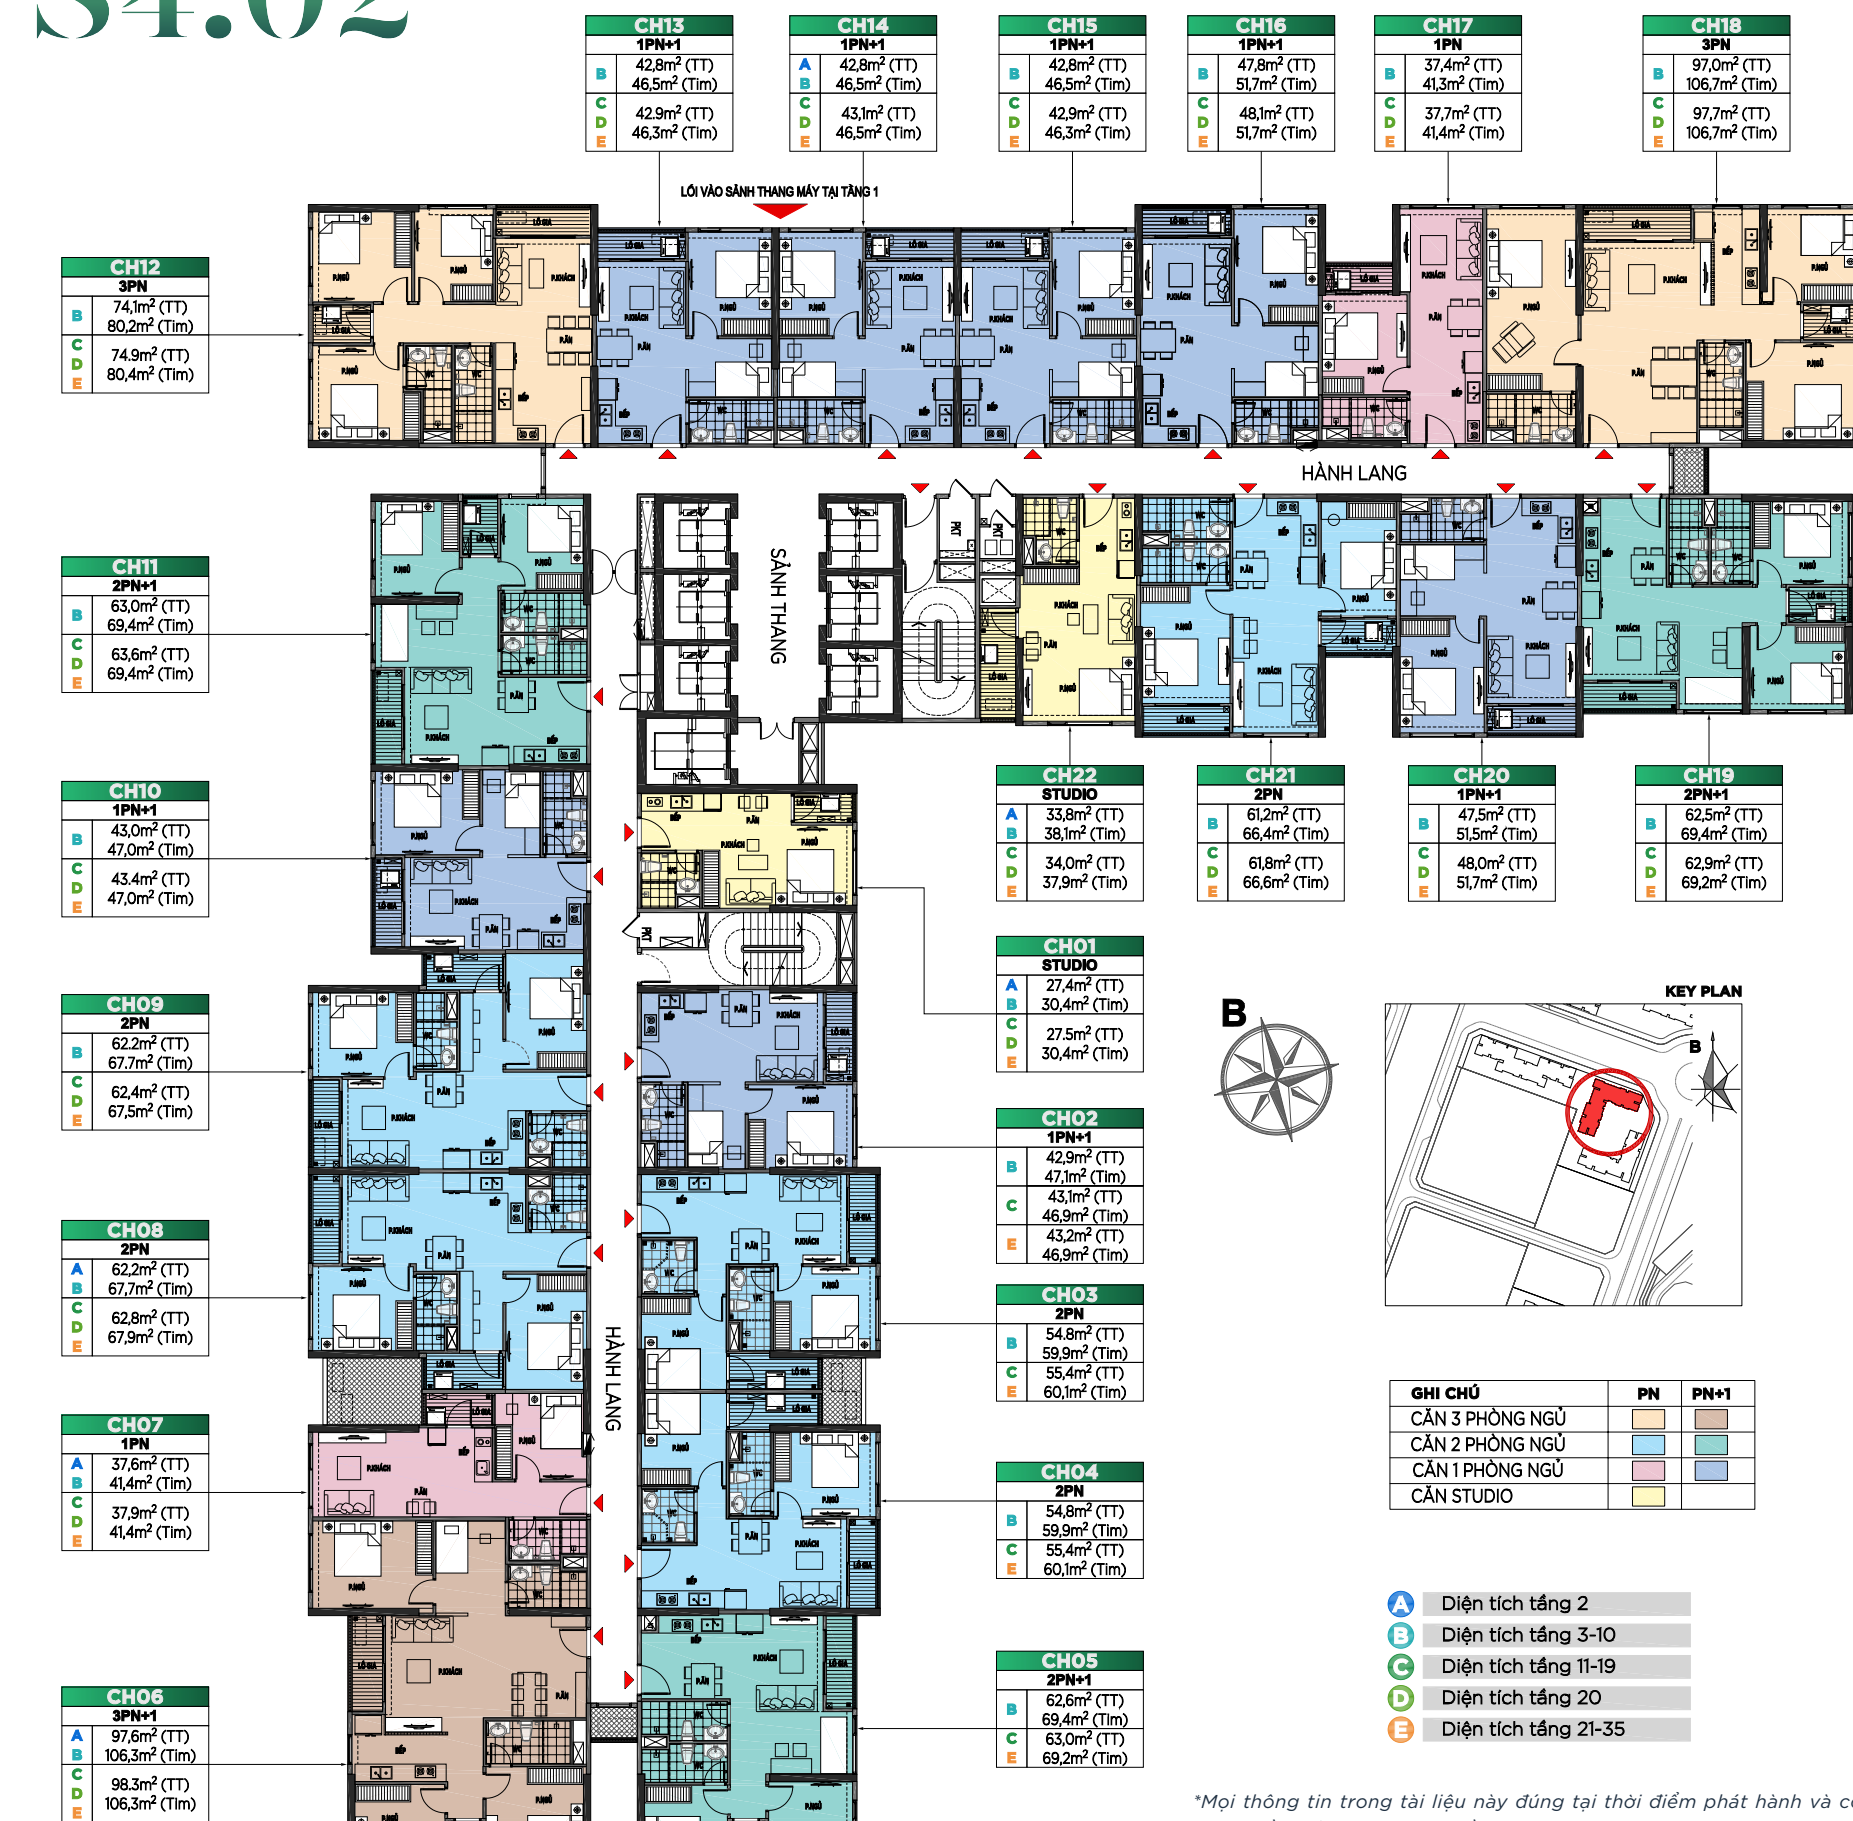 S4.02
CH13
1PN+1
B
42,8m² (TT)
46,5m² (Tim)
C
D
E
42.9m² (TT)
46,3m² (Tim)
CH14
1PN+1
A
B
42,8m² (TT)
46,5m² (Tim)
C
D
E
43,1m² (TT)
46,5m² (Tim)
CH15
1PN+1
B
42,8m² (TT)
46,5m² (Tim)
C
D
E
42,9m² (TT)
46,3m² (Tim)
CH16
1PN+1
B
47,8m² (TT)
51,7m² (Tim)
C
D
E
48,1m² (TT)
51,7m² (Tim)
CH17
1PN
B
37,4m² (TT)
41,3m² (Tim)
C
D
E
37,7m² (TT)
41,4m² (Tim)
CH18
3PN
B
97,0m² (TT)
106,7m² (Tim)
C
D
E
97,7m² (TT)
106,7m² (Tim)
LỐI VÀO SẢNH THANG MÁY TẠI TẦNG 1
CH12
3PN
B
74,1m² (TT)
80,2m² (Tim)
C
D
E
74.9m² (TT)
80,4m² (Tim)
HÀNH LANG
SẢNH THANG
PKT
PKT
CH11
2PN+1
B
63,0m² (TT)
69,4m² (Tim)
C
D
E
63,6m² (TT)
69,4m² (Tim)
CH10
1PN+1
B
43,0m² (TT)
47,0m² (Tim)
C
D
E
43.4m² (TT)
47,0m² (Tim)
CH22
STUDIO
A
B
33,8m² (TT)
38,1m² (Tim)
C
D
E
34,0m² (TT)
37,9m² (Tim)
CH21
2PN
B
61,2m² (TT)
66,4m² (Tim)
C
D
E
61,8m² (TT)
66,6m² (Tim)
CH20
1PN+1
B
47,5m² (TT)
51,5m² (Tim)
C
D
E
48,0m² (TT)
51,7m² (Tim)
CH19
2PN+1
B
62,5m² (TT)
69,4m² (Tim)
C
D
E
62,9m² (TT)
69,2m² (Tim)
PKT
CH01
STUDIO
A
B
27,4m² (TT)
30,4m² (Tim)
C
D
E
27.5m² (TT)
30,4m² (Tim)
CH09
2PN
B
62.2m² (TT)
67.7m² (Tim)
C
D
E
62,4m² (TT)
67,5m² (Tim)
B
KEY PLAN
B
CH02
1PN+1
B
42,9m² (TT)
47,1m² (Tim)
C
43,1m² (TT)
46,9m² (Tim)
E
43,2m² (TT)
46,9m² (Tim)
CH08
2PN
A
B
62,2m² (TT)
67,7m² (Tim)
C
D
E
62,8m² (TT)
67,9m² (Tim)
CH03
2PN
B
54.8m² (TT)
59,9m² (Tim)
C
E
55,4m² (TT)
60,1m² (Tim)
HÀNH LANG
CH07
1PN
A
B
37,6m² (TT)
41,4m² (Tim)
C
D
E
37,9m² (TT)
41,4m² (Tim)
CH04
2PN
B
54,8m² (TT)
59,9m² (Tim)
C
E
55,4m² (TT)
60,1m² (Tim)
GHI CHÚ PN PN+1
CĂN 3 PHÒNG NGỦ
CĂN 2 PHÒNG NGỦ
CĂN 1 PHÒNG NGỦ
CĂN STUDIO
A Diện tích tầng 2
B Diện tích tầng 3-10
C Diện tích tầng 11-19
D Diện tích tầng 20
E Diện tích tầng 21-35
CH05
2PN+1
B
62,6m² (TT)
69,4m² (Tim)
C
E
63,0m² (TT)
69,2m² (Tim)
CH06
3PN+1
A
B
97,6m² (TT)
106,3m² (Tim)
C
D
E
98.3m² (TT)
106,3m² (Tim)
*Mọi thông tin trong tài liệu này đúng tại thời điểm phát hành và